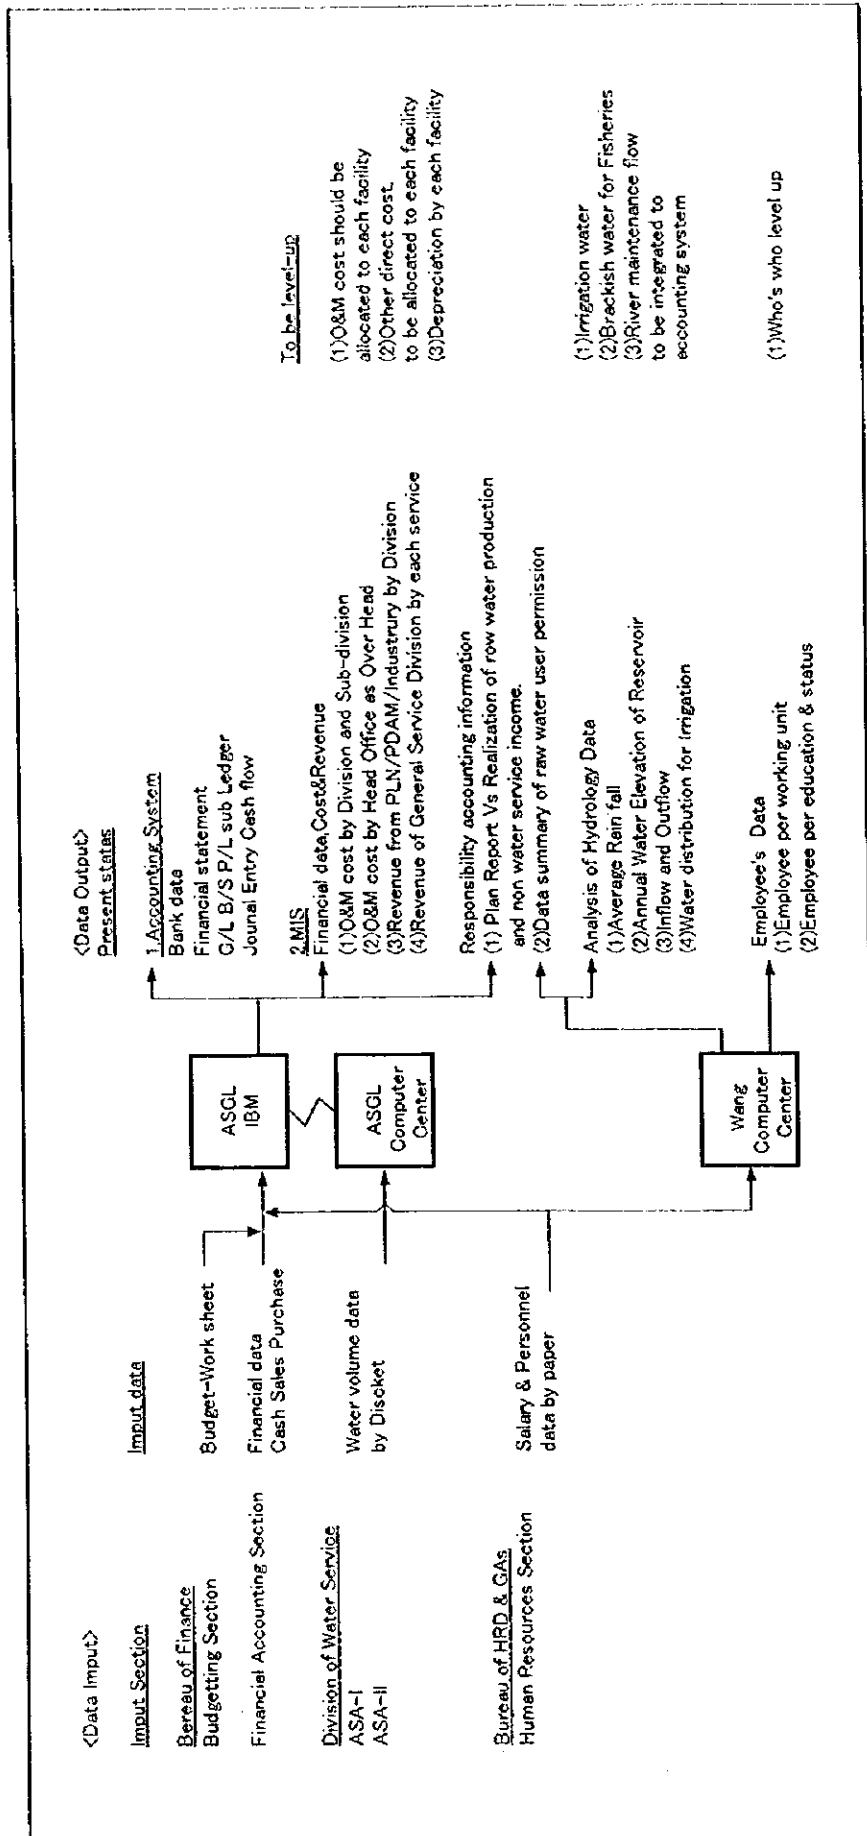 <Data Input>
Imput Section
Bereau of Finance
Budgetting Section
Financial Accounting Section
Division of Water Service
ASA-I
ASA-II
Bureau of HRD & GAs
Human Resources Section
Imput data
Budget-Work sheet
Financial data
Cash Sales Purchase
Water volume data
by Discket
Salary & Personnel
data by paper
ASGL
IBM
ASGL
Computer
Center
Wang
Computer
Center
<Data Output>
Present states
1.Accounting System
Bank data
Financial statement
G/L B/S P/L sub Ledger
Jounal Entry Cash flow
2.MIS
Financial data,Cost&Revenue
(1)O&M cost by Division and Sub-division
(2)O&M cost by Head Office as Over Head
(3)Revenue from PLN/PDAM/Industrury by Division
(4)Revenue of General Service Division by each service
Responsibility accounting information
(1) Plan Report Vs Realization of row water production
and non water service income.
(2)Data summary of raw water user permission
Analysis of Hydrology Data
(1)Average Rain fall
(2)Annual Water Elevation of Reservoir
(3)Inflow and Outflow
(4)Water distribution for Irrigation
Employee's Data
(1)Employee per working unit
(2)Employee per education & status
To be level-up
(1)O&M cost should be
allocated to each facility
(2)Other direct cost.
to be allocated to each facility
(3)Depreciation by each facility
(1)Irrigation water
(2)Brackish water for Fisheries
(3)River maintenance flow
to be integrated to
accounting system
(1)Who's who level up